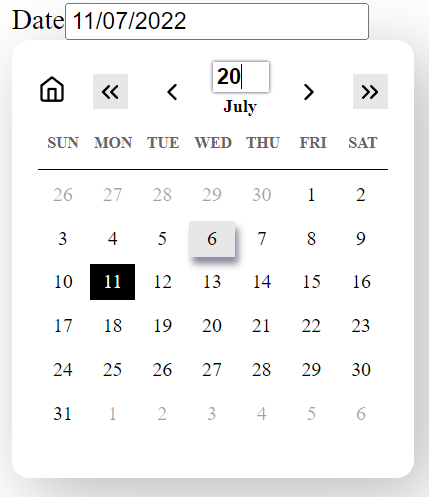 Date 11/07/2022
20
July
SUN MON TUE WED THU FRI SAT
26 27 28 29 30 1 2
3 4 5 6 7 8 9
10 11 12 13 14 15 16
17 18 19 20 21 22 23
24 25 26 27 28 29 30
31 1 2 3 4 5 6